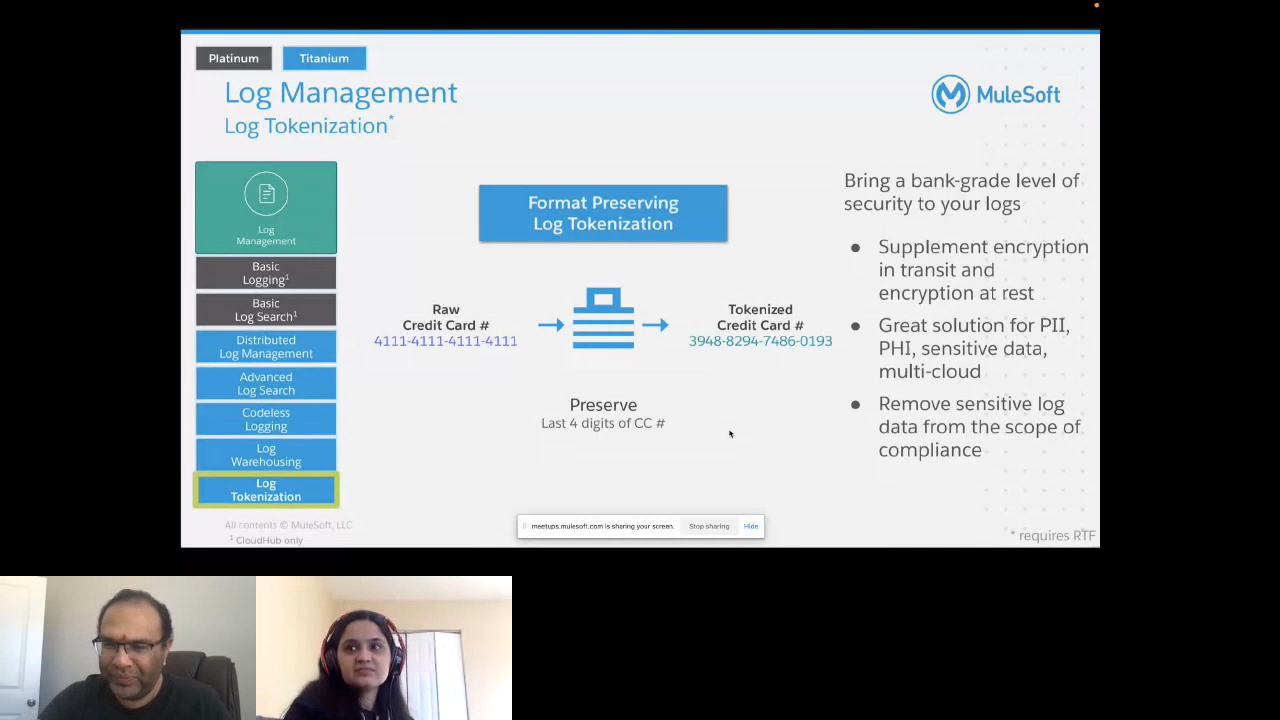 Platinum
Titanium
Log Management
Log Tokenization*
MuleSoft
Log
Management
Basic
Logging¹
Basic
Log Search¹
Distributed
Log Management
Advanced
Log Search
Codeless
Logging
Log
Warehousing
Log
Tokenization
Format Preserving
Log Tokenization
Raw
Credit Card #
4111-4111-4111-4111
Tokenized
Credit Card #
3948-8294-7486-0193
Preserve
Last 4 digits of CC #
Bring a bank-grade level of
security to your logs
● Supplement encryption
in transit and
encryption at rest
● Great solution for PII,
PHI, sensitive data,
multi-cloud
● Remove sensitive log
data from the scope of
compliance
All contents © MuleSoft, LLC
¹ CloudHub only
meetups.mulesoft.com is sharing your screen.
Stop sharing
Hide
* requires RTF